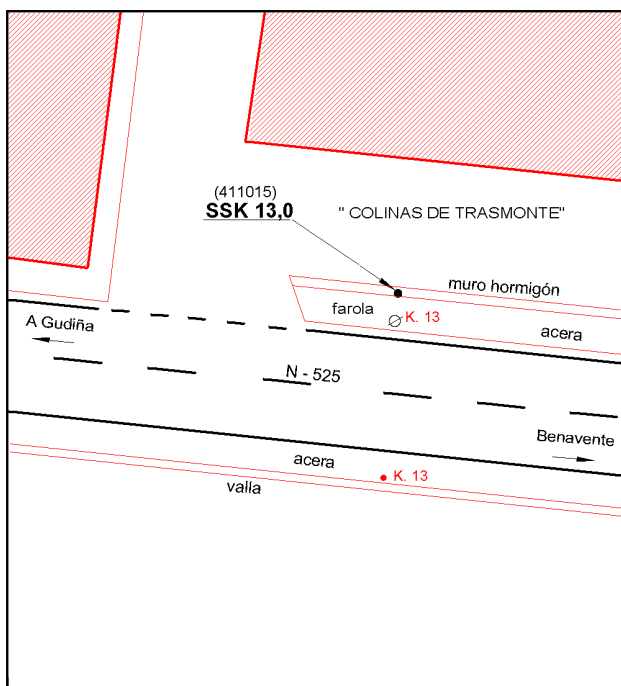 (411015)
SSK 13,0
" COLINAS DE TRASMONTE"
muro hormigón
farola
K. 13
acera
A Gudiña
N - 525
Benavente
acera
K. 13
valla